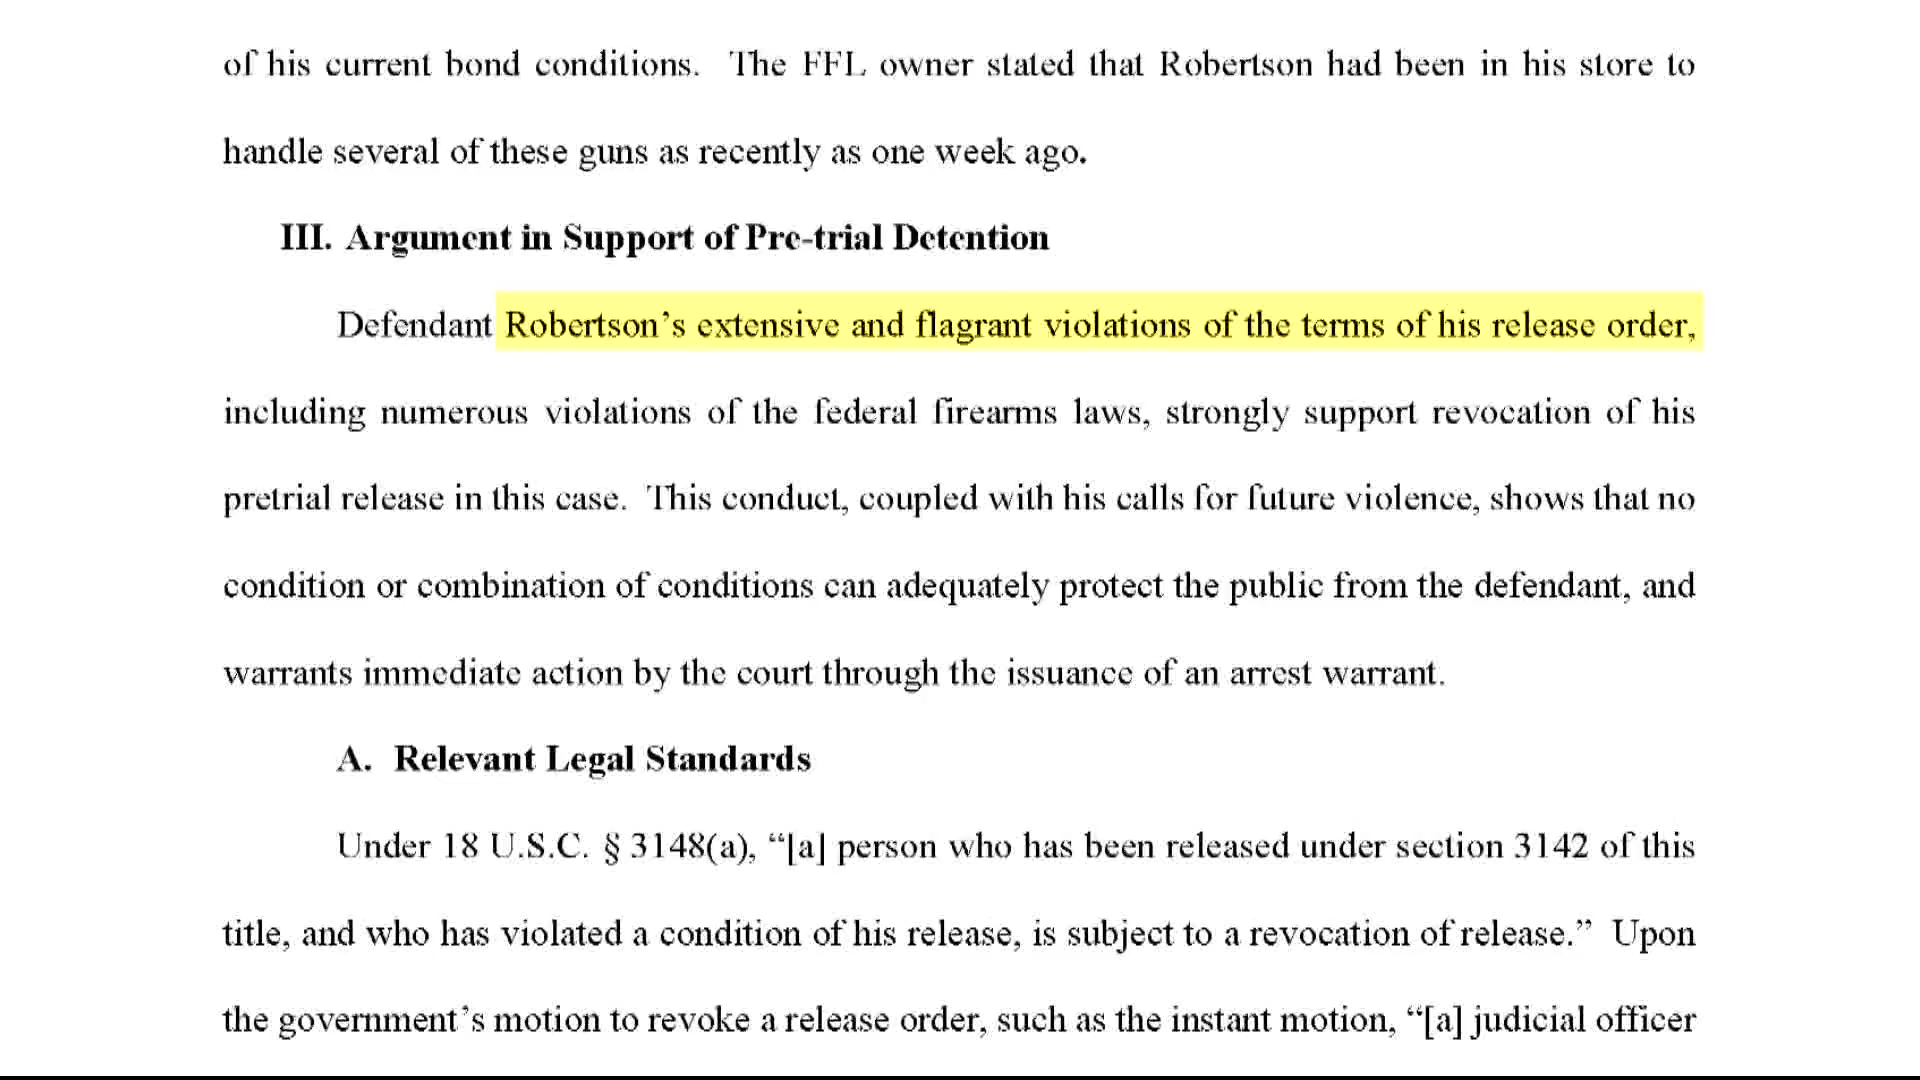 of his current bond conditions.  The FFL owner stated that Robertson had been in his store to
handle several of these guns as recently as one week ago.
III. Argument in Support of Pre-trial Detention
Defendant Robertson’s extensive and flagrant violations of the terms of his release order,
including numerous violations of the federal firearms laws, strongly support revocation of his
pretrial release in this case.  This conduct, coupled with his calls for future violence, shows that no
condition or combination of conditions can adequately protect the public from the defendant, and
warrants immediate action by the court through the issuance of an arrest warrant.
A. Relevant Legal Standards
Under 18 U.S.C. § 3148(a), “[a] person who has been released under section 3142 of this
title, and who has violated a condition of his release, is subject to a revocation of release.”  Upon
the government’s motion to revoke a release order, such as the instant motion, “[a] judicial officer